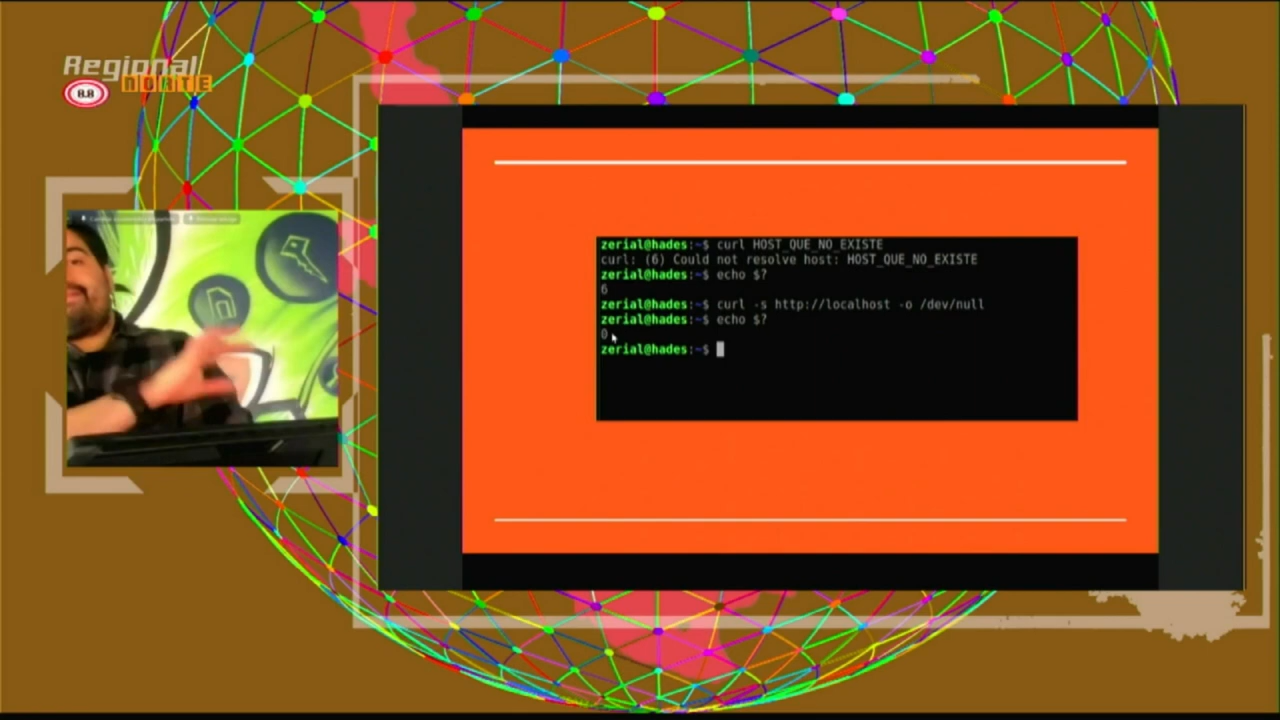 Regional
NORTE
8.8
zerial@hades:~$ curl HOST_QUE_NO_EXISTE
curl: (6) Could not resolve host: HOST_QUE_NO_EXISTE
zerial@hades:~$ echo $?
6
zerial@hades:~$ curl -s http://localhost -o /dev/null
zerial@hades:~$ echo $?
0
zerial@hades:~$